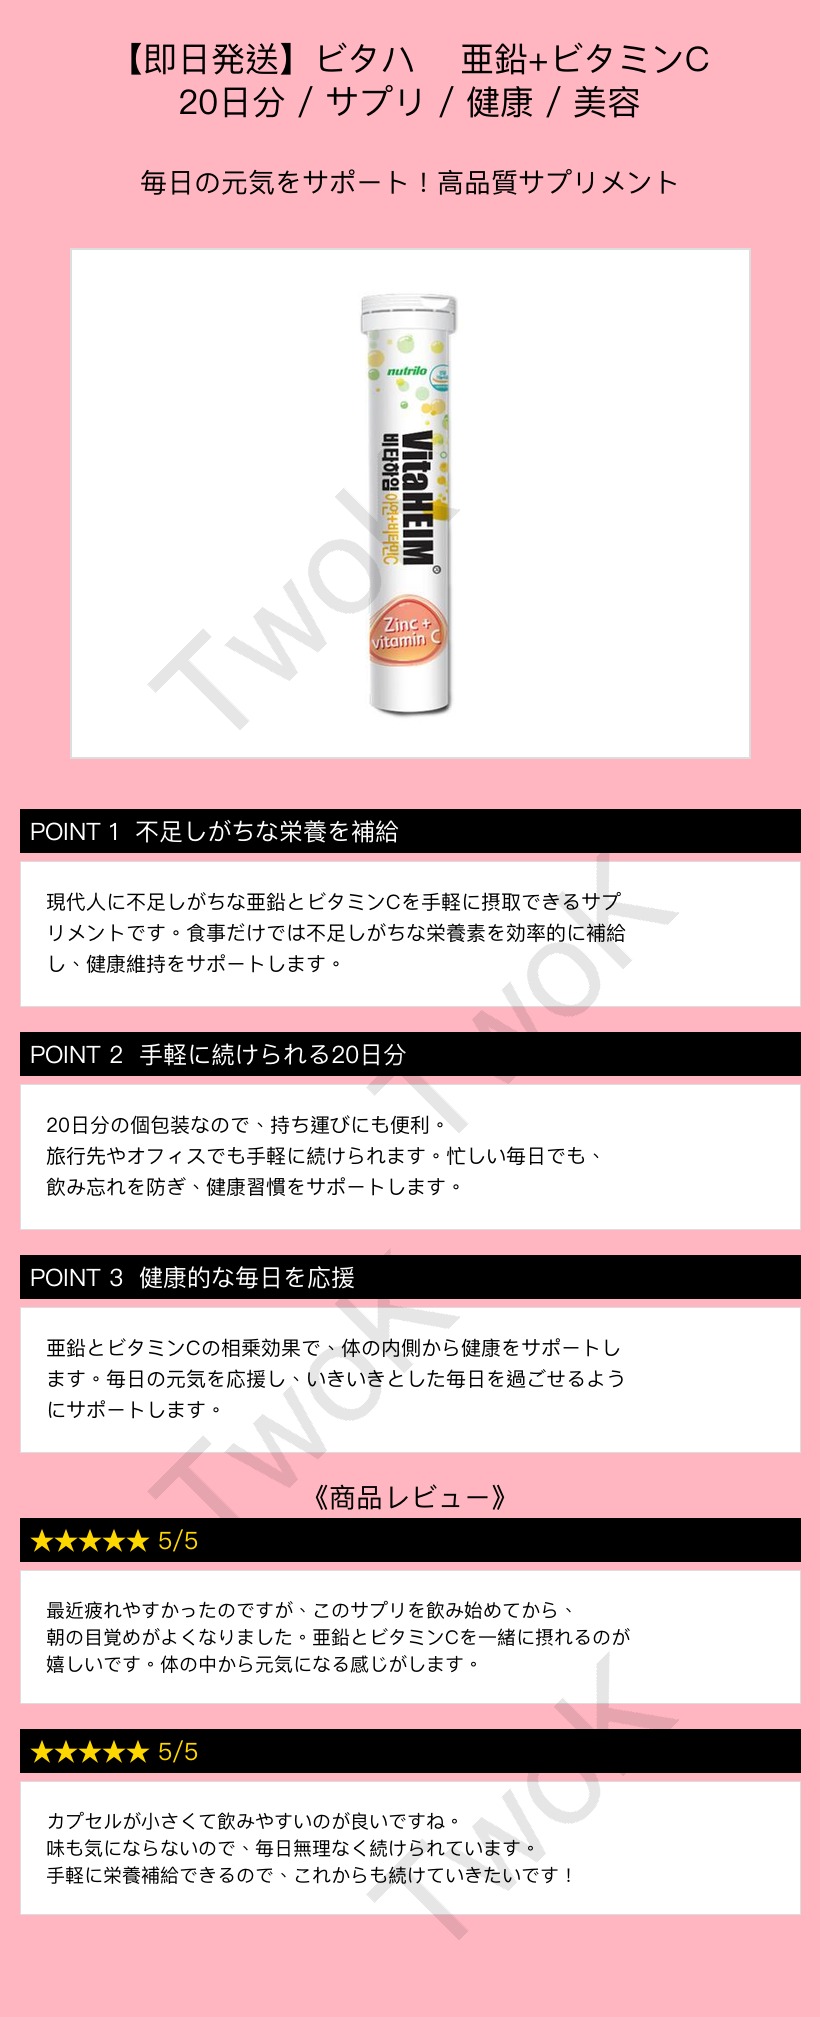 【即日発送】ビタハ 亜鉛+ビタミンC
20日分 / サプリ / 健康 / 美容
毎日の元気をサポート！高品質サプリメント
nutrilo
VitaHEIM
비타하임 아연+비타민C
Zinc +
vitamin C
TwoK
POINT 1 不足しがちな栄養を補給
現代人に不足しがちな亜鉛とビタミンCを手軽に摂取できるサプ
リメントです。食事だけでは不足しがちな栄養素を効率的に補給
し、健康維持をサポートします。
TwoK
POINT 2 手軽に続けられる20日分
20日分の個包装なので、持ち運びにも便利。
旅行先やオフィスでも手軽に続けられます。忙しい毎日でも、
飲み忘れを防ぎ、健康習慣をサポートします。
POINT 3 健康的な毎日を応援
亜鉛とビタミンCの相乗効果で、体の内側から健康をサポートし
ます。毎日の元気を応援し、いきいきとした毎日を過ごせるよう
にサポートします。
TwoK
《商品レビュー》
★★★★★ 5/5
最近疲れやすかったのですが、このサプリを飲み始めてから、
朝の目覚めがよくなりました。亜鉛とビタミンCを一緒に摂れるのが
嬉しいです。体の中から元気になる感じがします。
★★★★★ 5/5
カプセルが小さくて飲みやすいのが良いですね。
味も気にならないので、毎日無理なく続けられています。
手軽に栄養補給できるので、これからも続けていきたいです！
TwoK